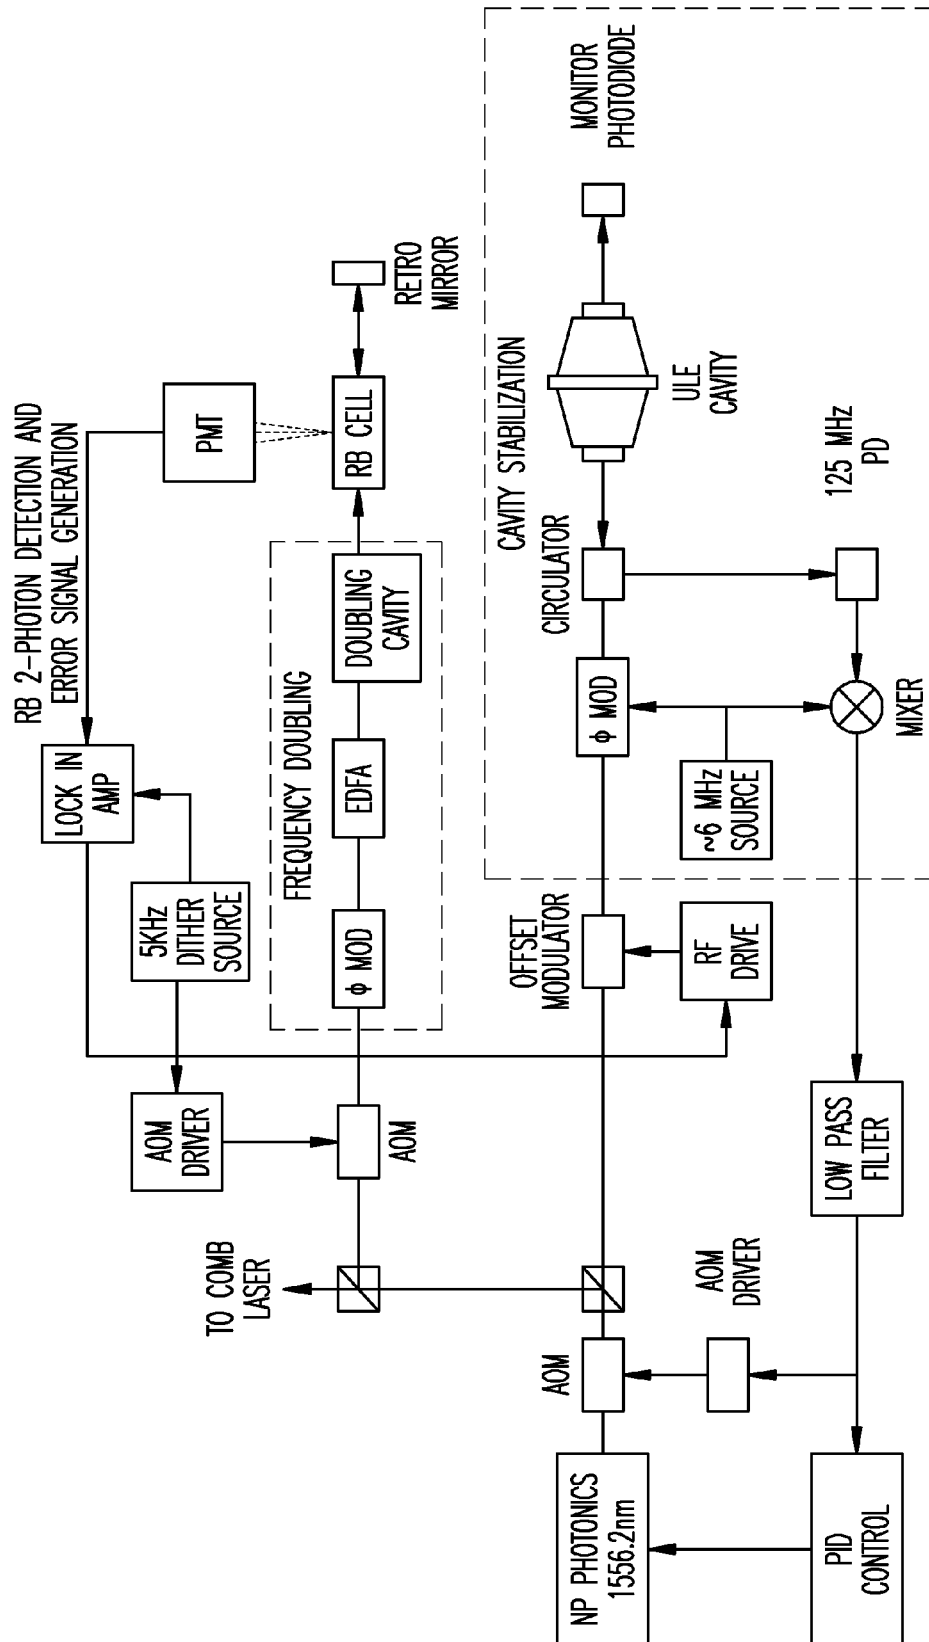 RB 2-PHOTON DETECTION AND
ERROR SIGNAL GENERATION
LOCK IN
AMP
PMT
5KHz
DITHER
SOURCE
AOM
DRIVER
TO COMB
LASER
AOM
FREQUENCY DOUBLING
ϕ MOD
EDFA
DOUBLING
CAVITY
RB CELL
RETRO
MIRROR
NP PHOTONICS
1556.2nm
AOM
OFFSET
MODULATOR
RF
DRIVE
CAVITY STABILIZATION
ϕ MOD
CIRCULATOR
ULE
CAVITY
MONITOR
PHOTODIODE
~6 MHz
SOURCE
125 MHz
PD
MIXER
AOM
DRIVER
LOW PASS
FILTER
PID
CONTROL